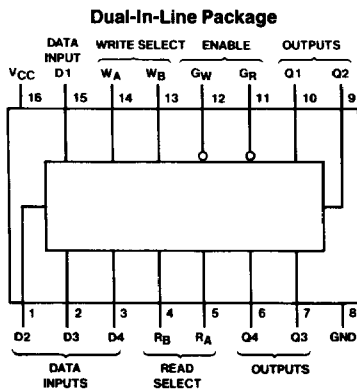 Dual-In-Line Package
DATA
INPUT WRITE SELECT ENABLE OUTPUTS
VCC D1 WA WB GW GR Q1 Q2
16 15 14 13 12 11 10 9
1 2 3 4 5 6 7 8
D2 D3 D4 RB RA Q4 Q3 GND
DATA READ OUTPUTS
INPUTS SELECT